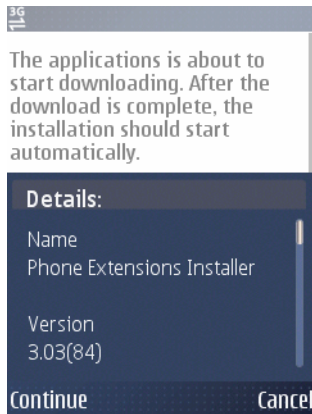 3G
The applications is about to
start downloading. After the
download is complete, the
installation should start
automatically.
Details:
Name
Phone Extensions Installer
Version
3.03(84)
Continue Cancel